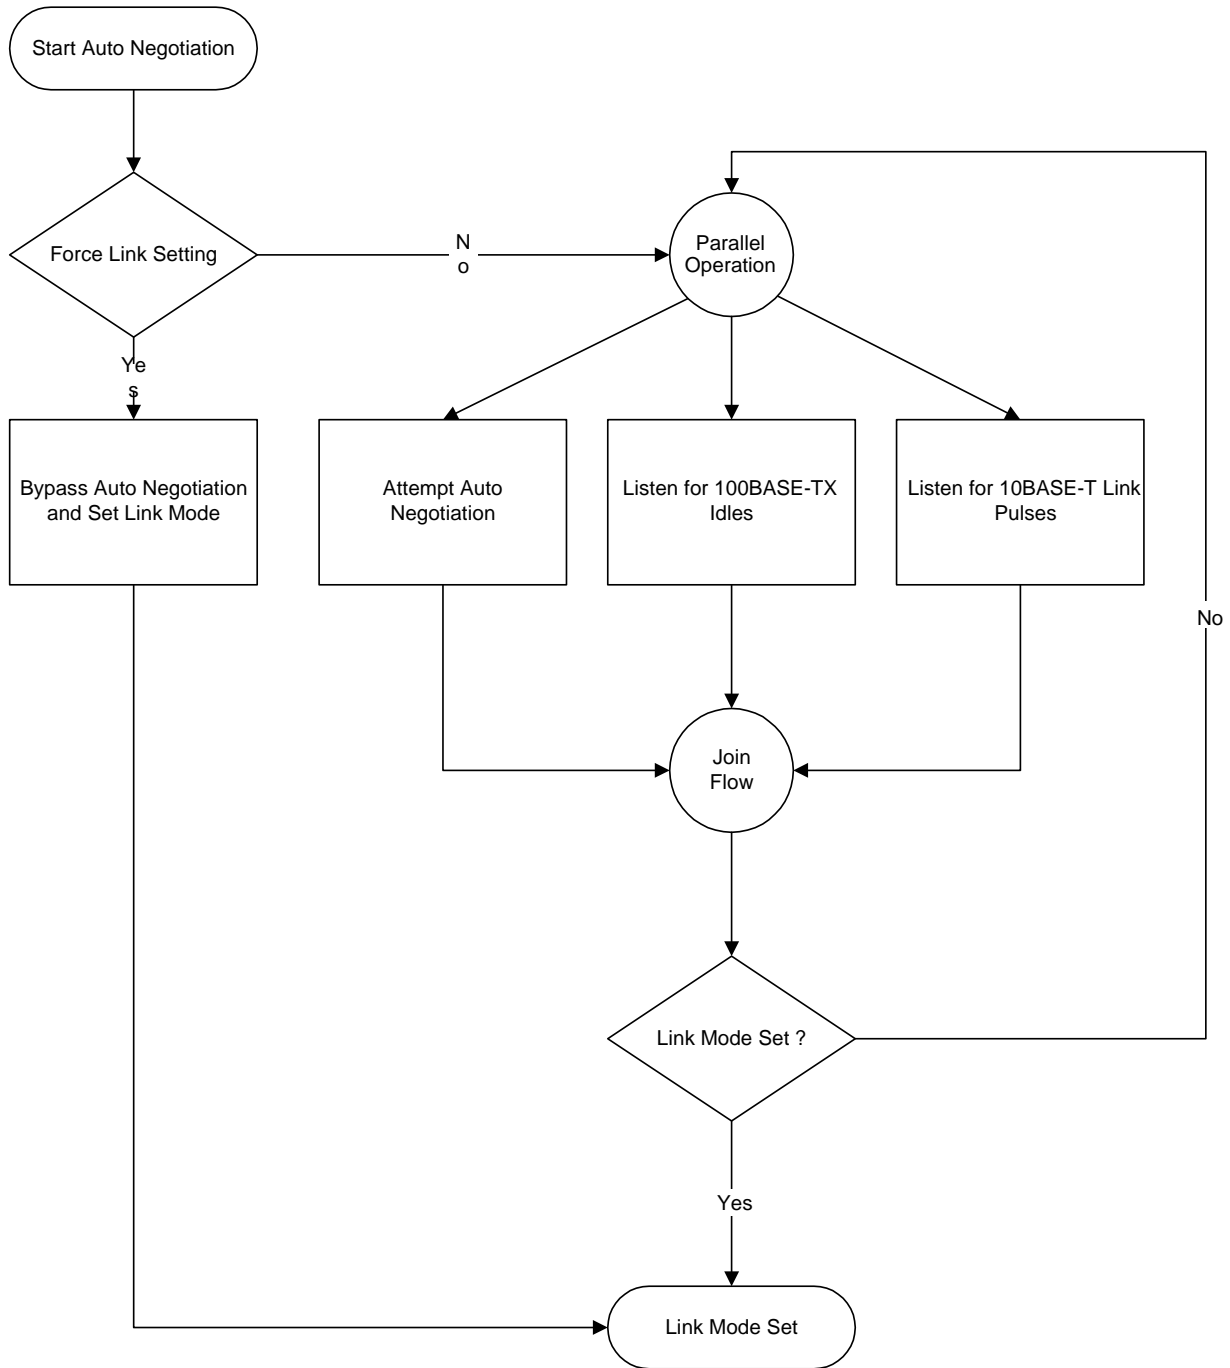 Start Auto Negotiation
Force Link Setting
N
o
Parallel
Operation
Ye
s
Bypass Auto Negotiation
and Set Link Mode
Attempt Auto
Negotiation
Listen for 100BASE-TX
Idles
Listen for 10BASE-T Link
Pulses
No
Join
Flow
Link Mode Set ?
Yes
Link Mode Set